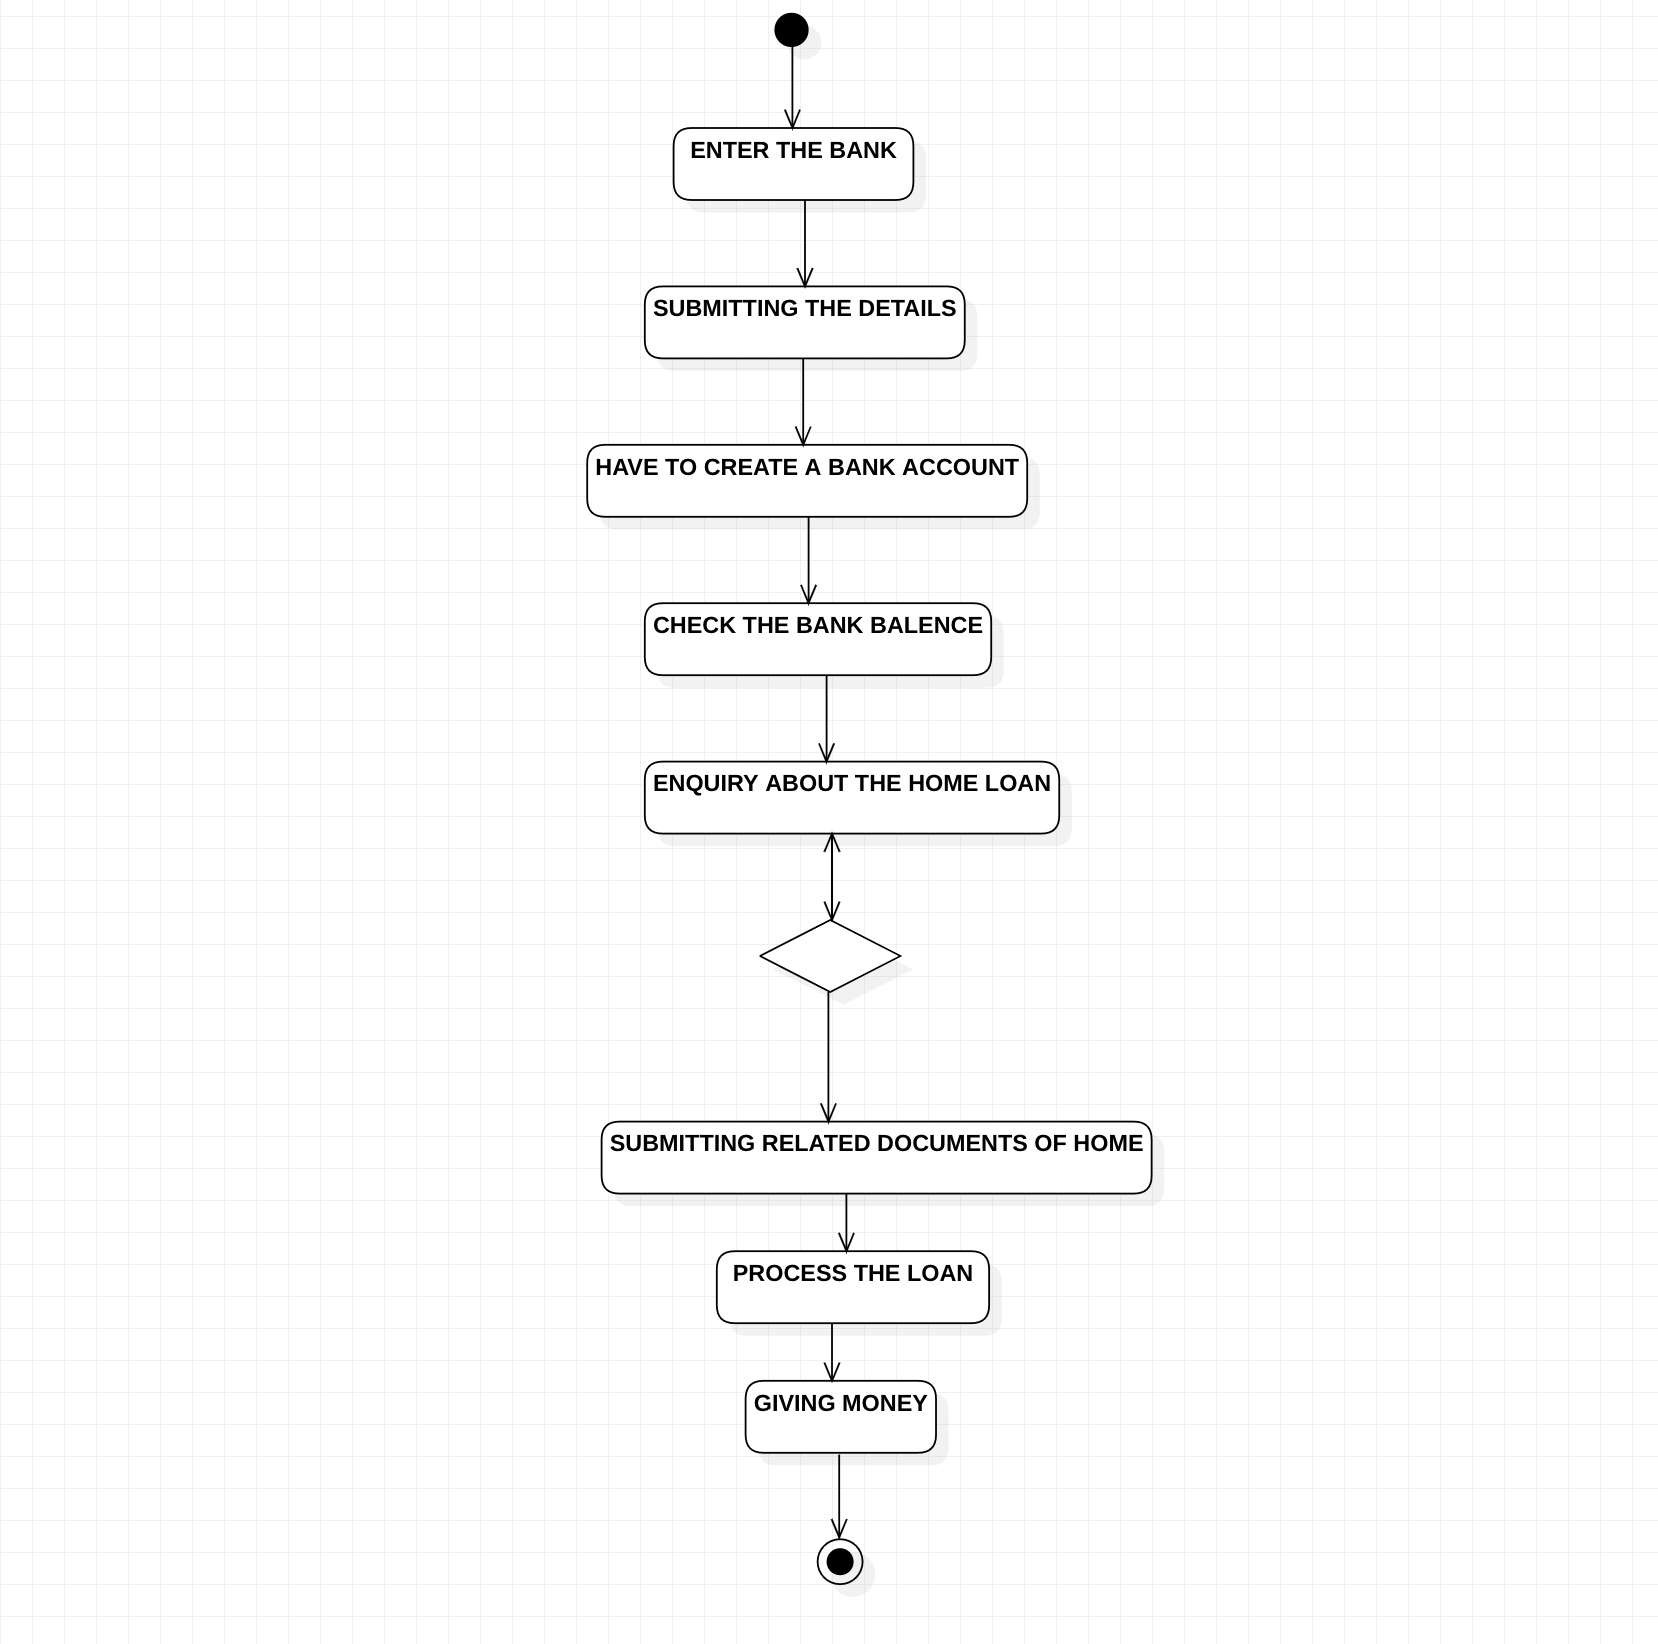 ENTER THE BANK
SUBMITTING THE DETAILS
HAVE TO CREATE A BANK ACCOUNT
CHECK THE BANK BALENCE
ENQUIRY ABOUT THE HOME LOAN
SUBMITTING RELATED DOCUMENTS OF HOME
PROCESS THE LOAN
GIVING MONEY